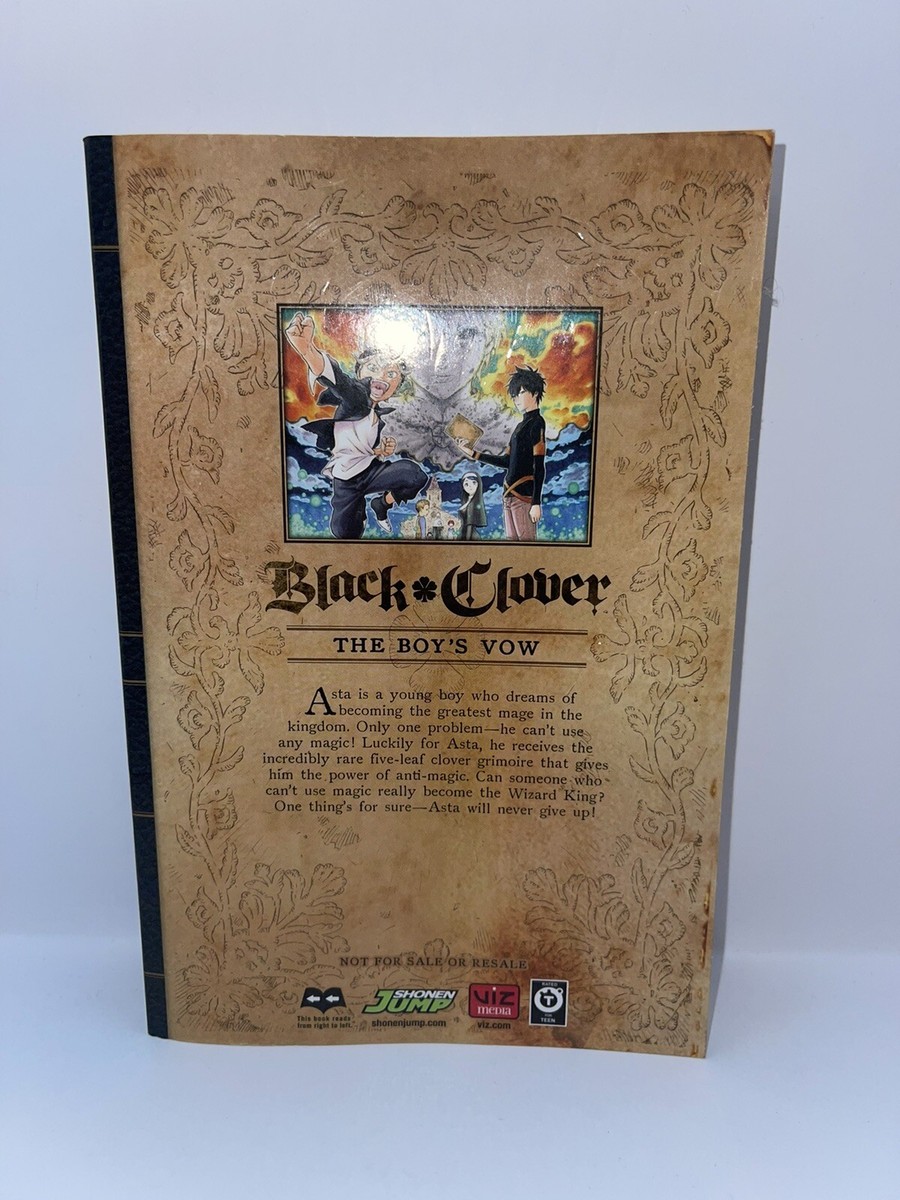 Black Clover
THE BOY'S VOW
Asta is a young boy who dreams of
becoming the greatest mage in the
kingdom. Only one problem—he can't use
any magic! Luckily for Asta, he receives the
incredibly rare five-leaf clover grimoire that gives
him the power of anti-magic. Can someone who
can't use magic really become the Wizard King?
One thing's for sure—Asta will never give up!
NOT FOR SALE OR RESALE
This book reads
from right to left.
SHONEN
JUMP
shonenjump.com
VIZ
media
viz.com
RATED
T
FOR
TEEN